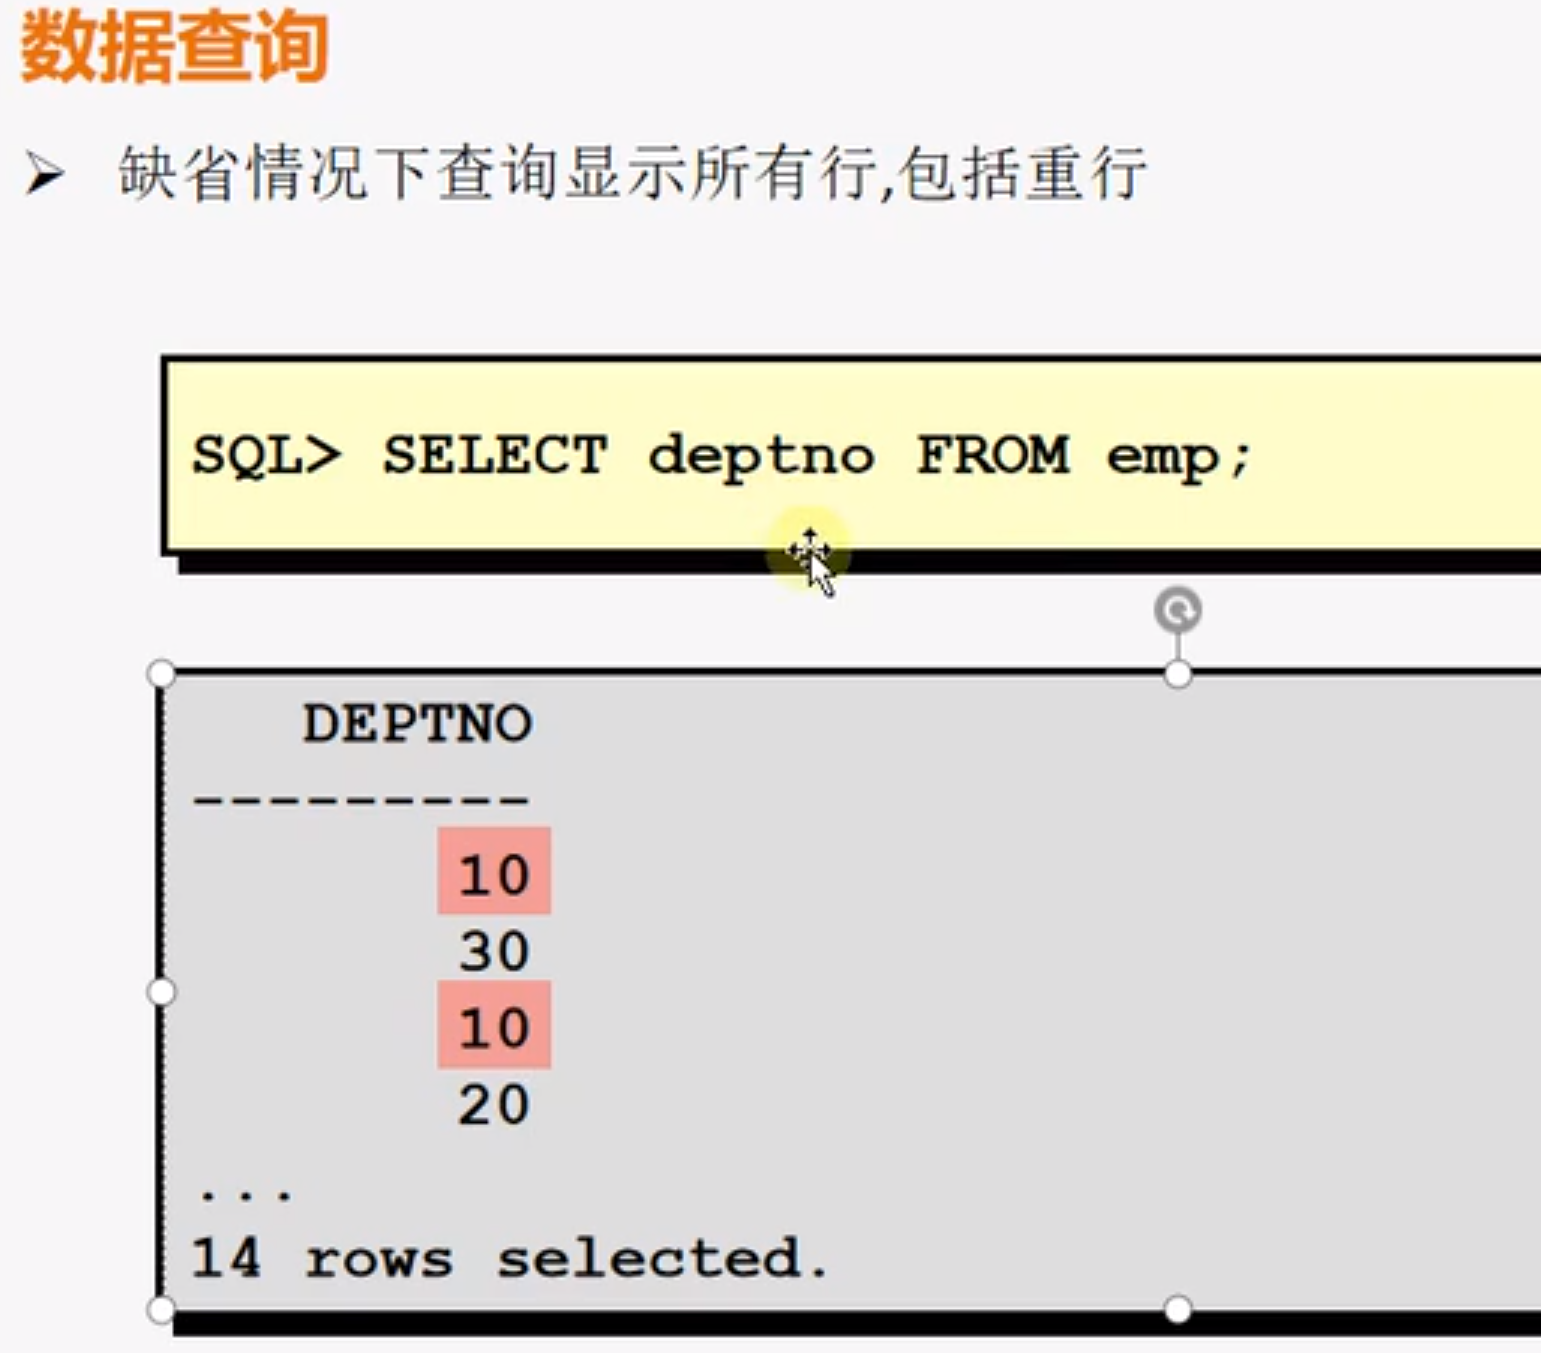 数据查询
➢ 缺省情况下查询显示所有行,包括重行
SQL> SELECT deptno FROM emp;
DEPTNO
---------
10
30
10
20
...
14 rows selected.